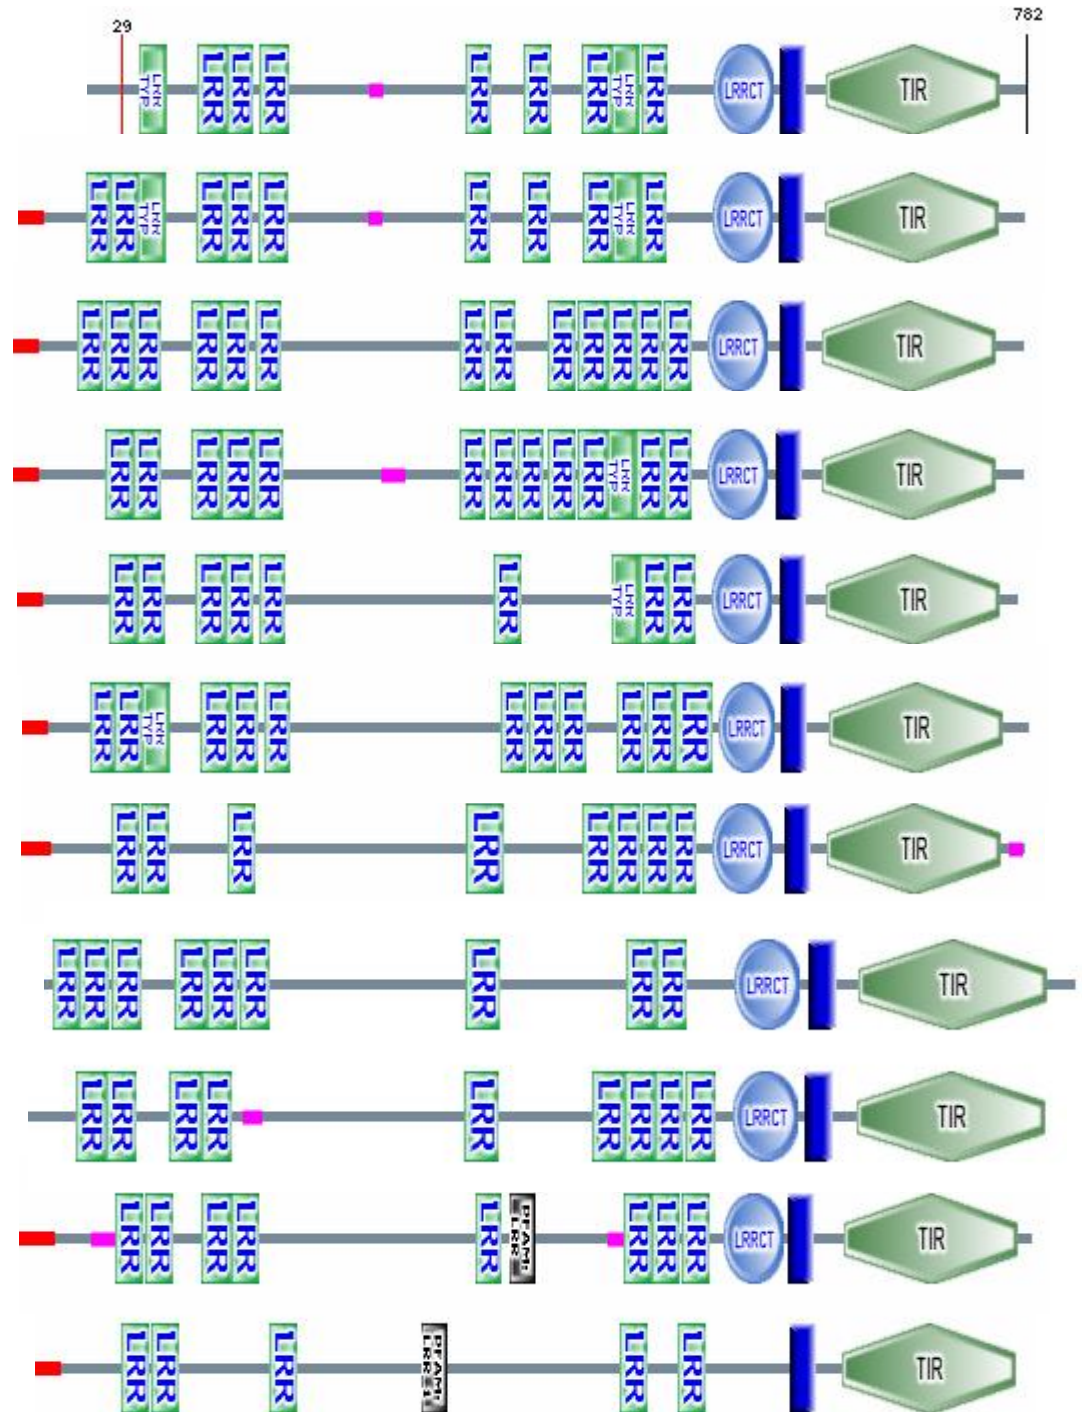 29 782
LRR TYP LRR LRR LRR LRR LRR LRR LRR TYP LRR LRRCT TIR
LRR LRR LRR TYP LRR LRR LRR LRR LRR LRR LRR TYP LRR LRRCT TIR
LRR LRR LRR LRR LRR LRR LRR LRR LRR LRR LRR LRR LRR LRRCT TIR
LRR LRR LRR LRR LRR LRR LRR LRR LRR LRR LRR TYP LRR LRR LRRCT TIR
LRR LRR LRR LRR LRR LRR LRR TYP LRR LRR LRRCT TIR
LRR LRR LRR TYP LRR LRR LRR LRR LRR LRR LRR LRR LRR LRRCT TIR
LRR LRR LRR LRR LRR LRR LRR LRR LRRCT TIR
LRR LRR LRR LRR LRR LRR LRR LRR LRR LRRCT TIR
LRR LRR LRR LRR LRR LRR LRR LRR LRR LRRCT TIR
LRR LRR LRR LRR LRR PFAM: LRR LRR LRR LRR LRRCT TIR
LRR LRR LRR PFAM: LRR_1 LRR LRR TIR